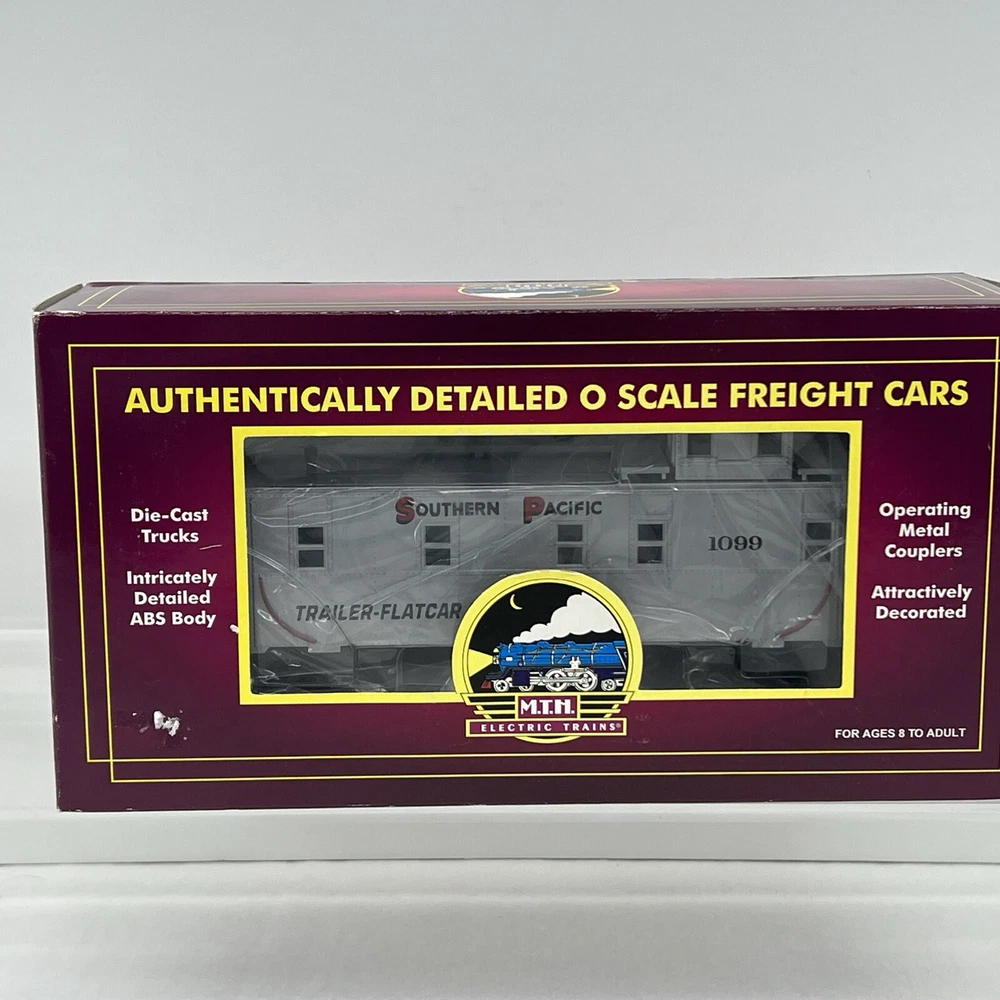 AUTHENTICALLY DETAILED O SCALE FREIGHT CARS
Die-Cast
Trucks
Intricately
Detailed
ABS Body
SOUTHERN PACIFIC
1099
TRAILER-FLATCAR
Operating
Metal
Couplers
Attractively
Decorated
M.T.H.
ELECTRIC TRAINS®
FOR AGES 8 TO ADULT